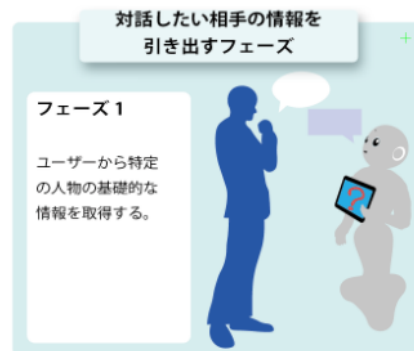 対話したい相手の情報を
引き出すフェーズ
フェーズ 1
ユーザーから特定
の人物の基礎的な
情報を取得する。
?